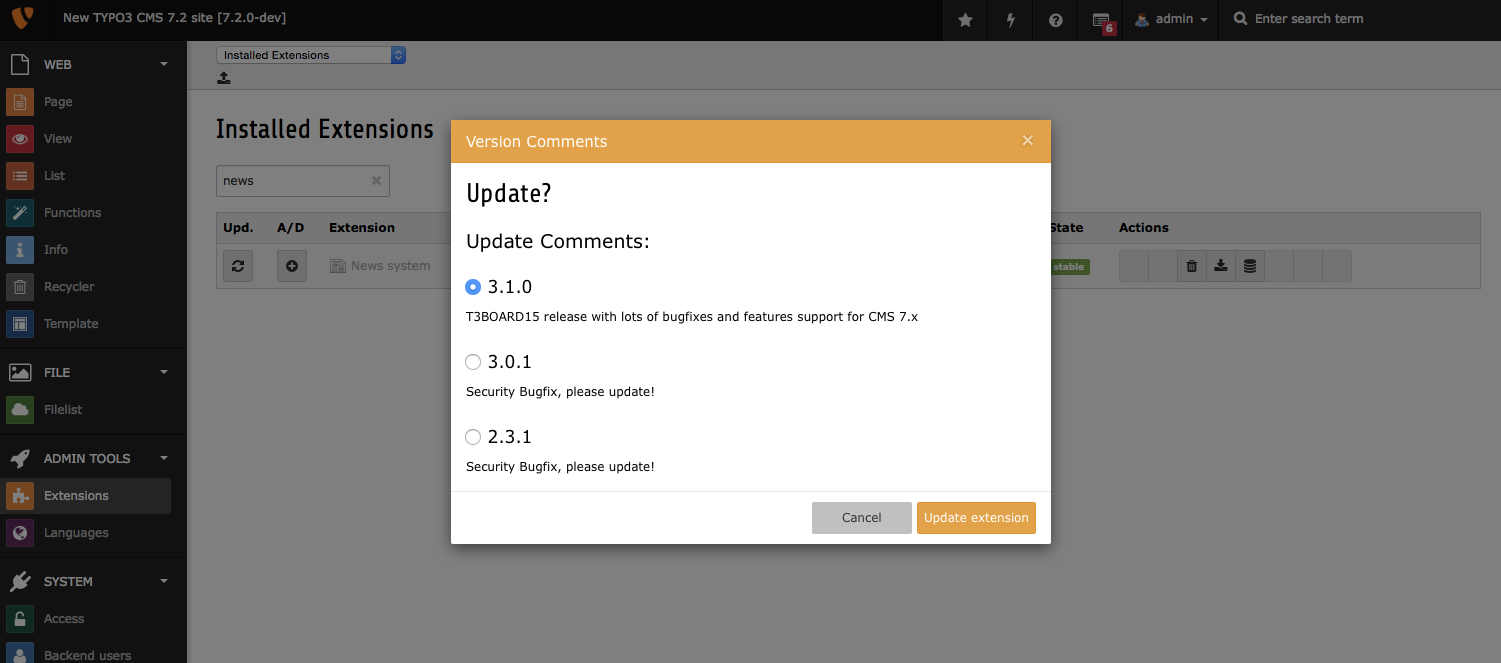 New TYPO3 CMS 7.2 site [7.2.0-dev]
6
admin
Enter search term
WEB
Page
View
List
Functions
Info
Recycler
Template
FILE
Filelist
ADMIN TOOLS
Extensions
Languages
SYSTEM
Access
Backend users
Installed Extensions
Installed Extensions
news
Upd. A/D Extension State Actions
News system stable
Version Comments
Update?
Update Comments:
3.1.0
T3BOARD15 release with lots of bugfixes and features support for CMS 7.x
3.0.1
Security Bugfix, please update!
2.3.1
Security Bugfix, please update!
Cancel Update extension